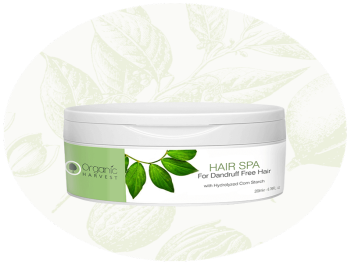 Organic
HARVEST
HAIR SPA
For Dandruff Free Hair
with Hydrolyzed Corn Starch